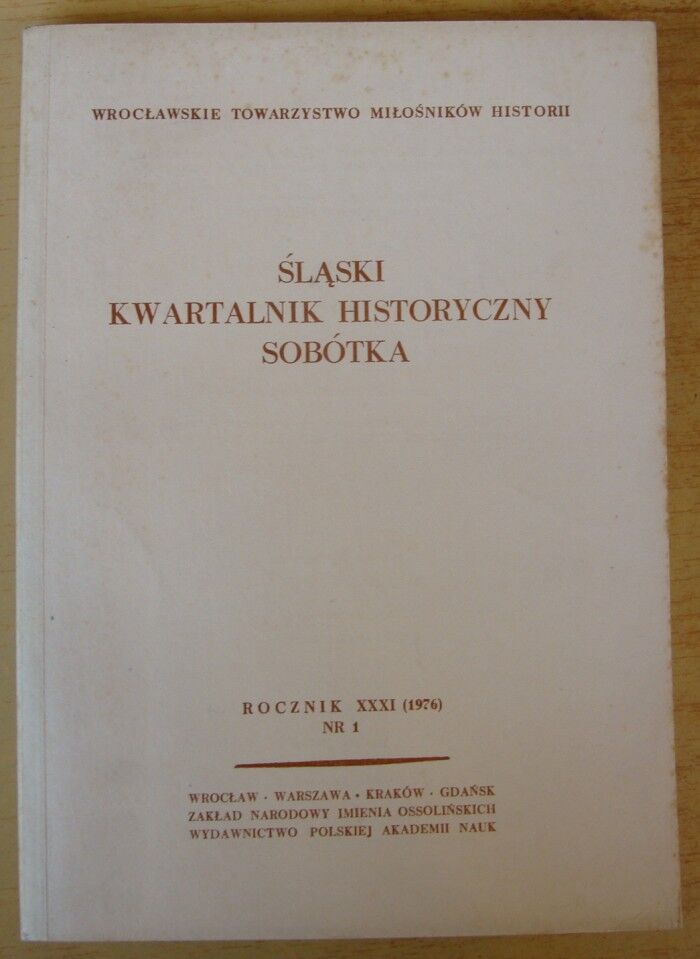 WROCŁAWSKIE TOWARZYSTWO MIŁOŚNIKÓW HISTORII
ŚLĄSKI
KWARTALNIK HISTORYCZNY
SOBÓTKA
ROCZNIK XXXI (1976)
NR 1
WROCŁAW · WARSZAWA · KRAKÓW · GDAŃSK
ZAKŁAD NARODOWY IMIENIA OSSOLIŃSKICH
WYDAWNICTWO POLSKIEJ AKADEMII NAUK